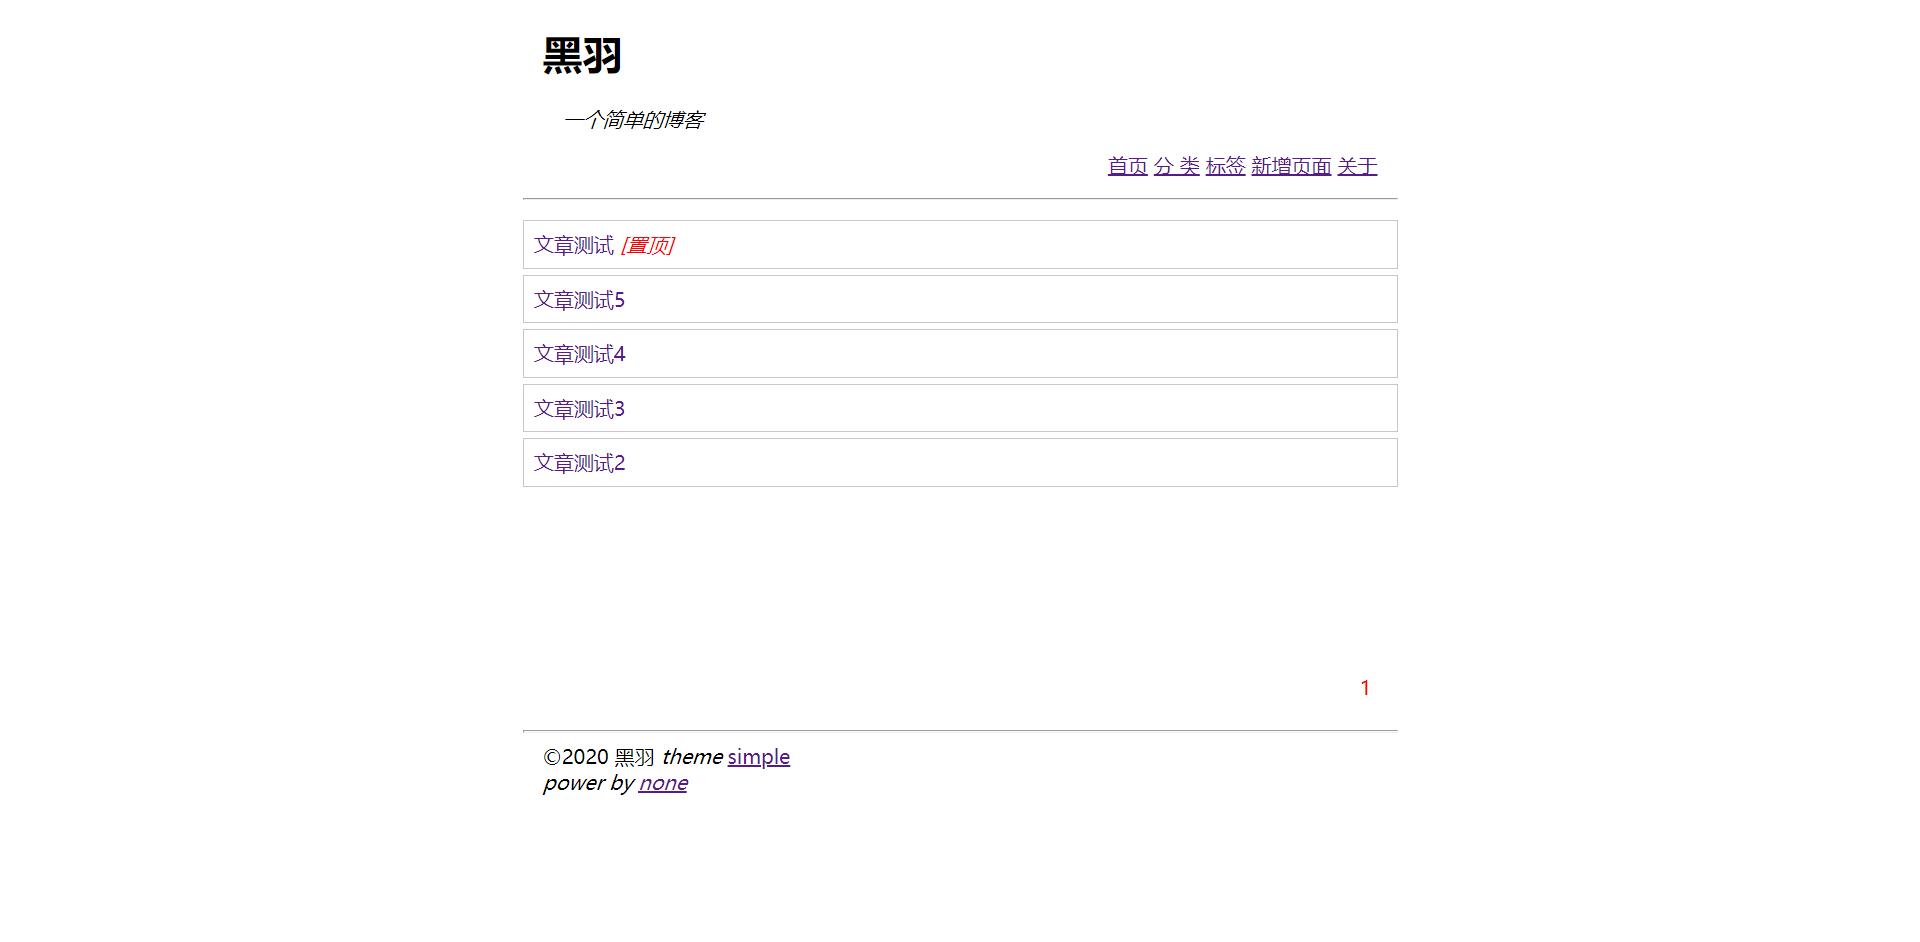 黑羽
一个简单的博客
首页 分 类 标签 新增页面 关于
文章测试 [置顶]
文章测试5
文章测试4
文章测试3
文章测试2
1
©2020 黑羽 theme simple
power by none